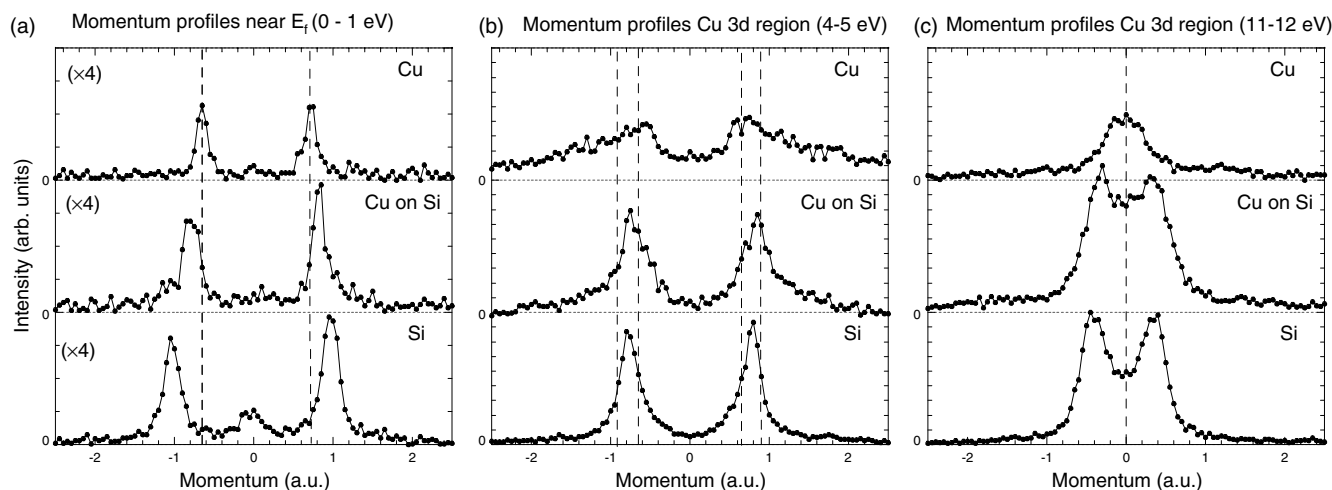 (a)
Momentum profiles near E_f (0 - 1 eV)
(×4)
Cu
0
(×4)
Cu on Si
0
(×4)
Si
0
-2
-1
0
1
2
Momentum (a.u.)
Intensity (arb. units)
(b)
Momentum profiles Cu 3d region (4-5 eV)
Cu
0
Cu on Si
0
Si
0
-2
-1
0
1
2
Momentum (a.u.)
(c)
Momentum profiles Cu 3d region (11-12 eV)
Cu
0
Cu on Si
0
Si
0
-2
-1
0
1
2
Momentum (a.u.)